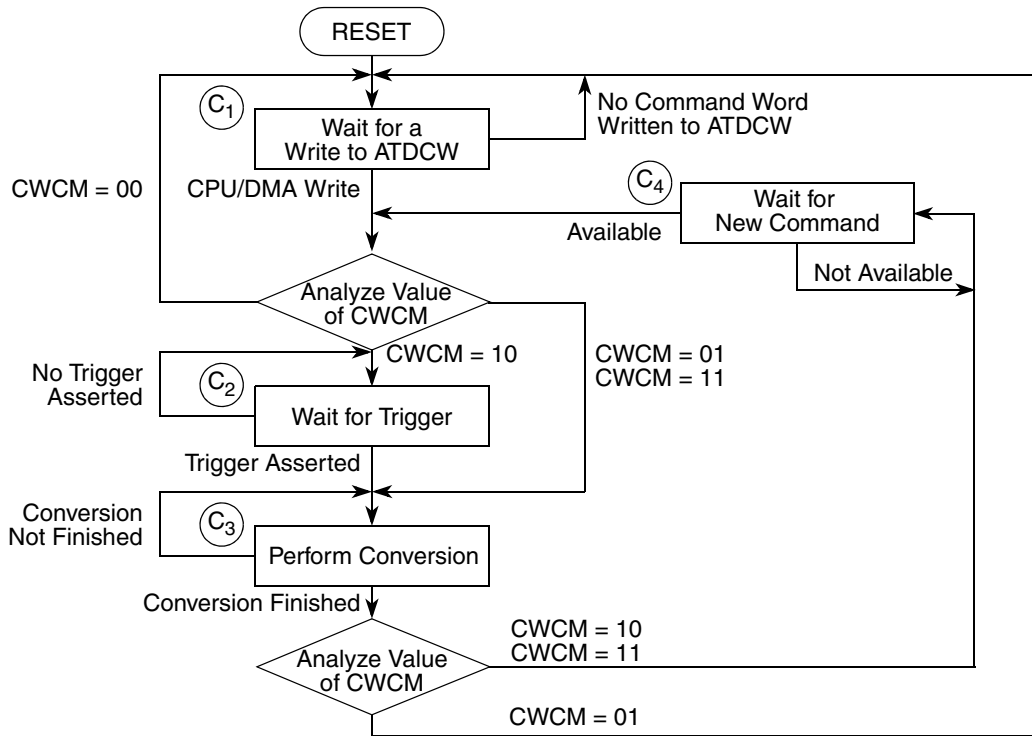 RESET
C1
Wait for a
Write to ATDCW
No Command Word
Written to ATDCW
CWCM = 00
CPU/DMA Write
C4
Wait for
New Command
Available
Not Available
Analyze Value
of CWCM
CWCM = 10
CWCM = 01
CWCM = 11
No Trigger
Asserted
C2
Wait for Trigger
Trigger Asserted
Conversion
Not Finished
C3
Perform Conversion
Conversion Finished
Analyze Value
of CWCM
CWCM = 10
CWCM = 11
CWCM = 01